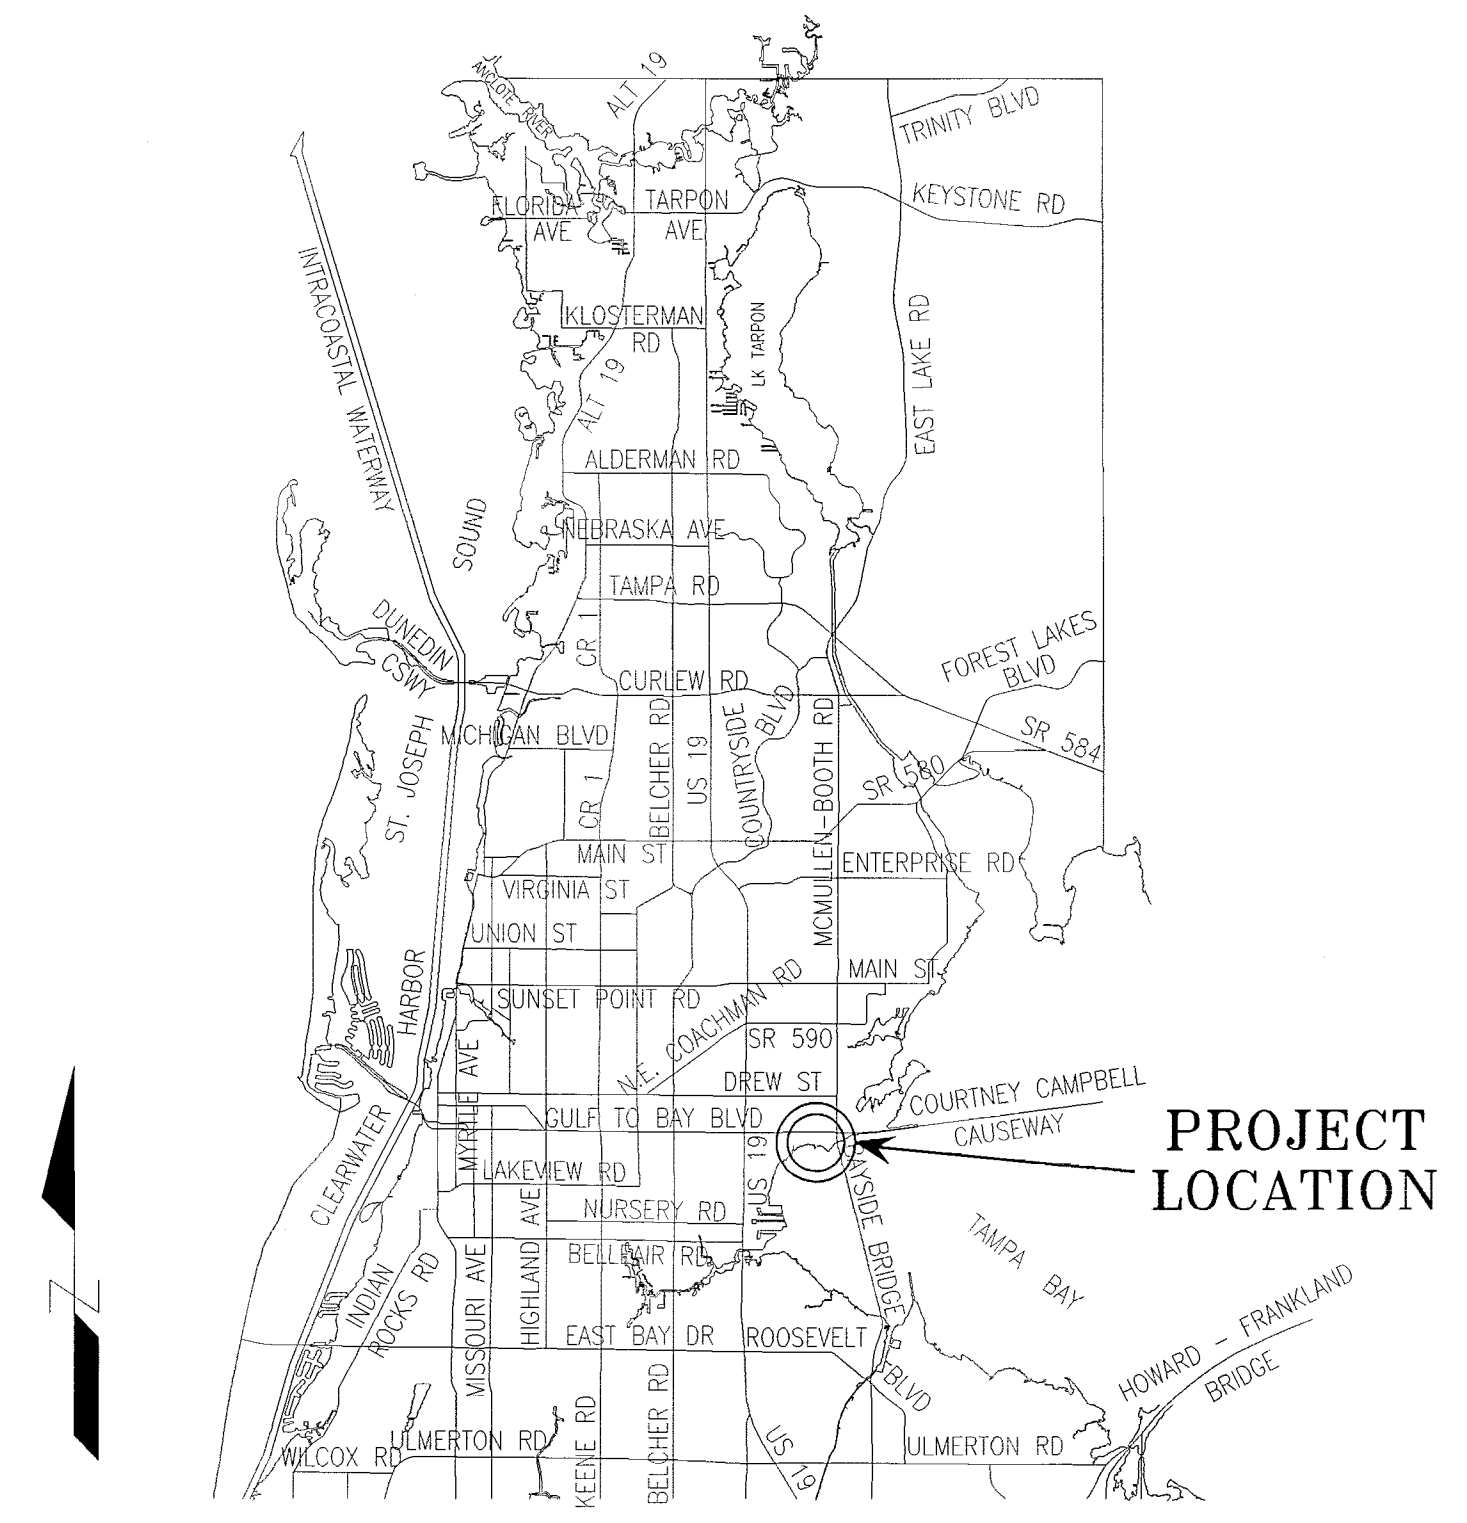 ANCLOTE RIVER
ALT 19
TRINITY BLVD
KEYSTONE RD
FLORIDA
AVE
TARPON
AVE
INTRACOASTAL WATERWAY
KLOSTERMAN
RD
LK TARPON
EAST LAKE RD
ALT 19
ALDERMAN RD
SOUND
NEBRASKA AVE
TAMPA RD
DUNEDIN
CSWY
CR 1
FOREST LAKES
BLVD
CURLEW RD
ST. JOSEPH
MICHIGAN BLVD
BELCHER RD
US 19
COUNTRYSIDE
BLVD
MCMULLEN-BOOTH RD
SR 584
SR 580
CR 1
MAIN ST
ENTERPRISE RD
VIRGINIA ST
UNION ST
HARBOR
MAIN ST
SUNSET POINT RD
N.E. COACHMAN RD
SR 590
MYRTLE AVE
DREW ST
COURTNEY CAMPBELL
CAUSEWAY
GULF TO BAY BLVD
PROJECT
LOCATION
CLEARWATER
LAKEVIEW RD
US 19
BAYSIDE BRIDGE
NURSERY RD
HIGHLAND AVE
BELLEAIR RD
TAMPA BAY
INDIAN
ROCKS RD
MISSOURI AVE
EAST BAY DR
ROOSEVELT
BLVD
HOWARD - FRANKLAND
BRIDGE
N
WILCOX RD
ULMERTON RD
KEENE RD
BELCHER RD
US 19
ULMERTON RD